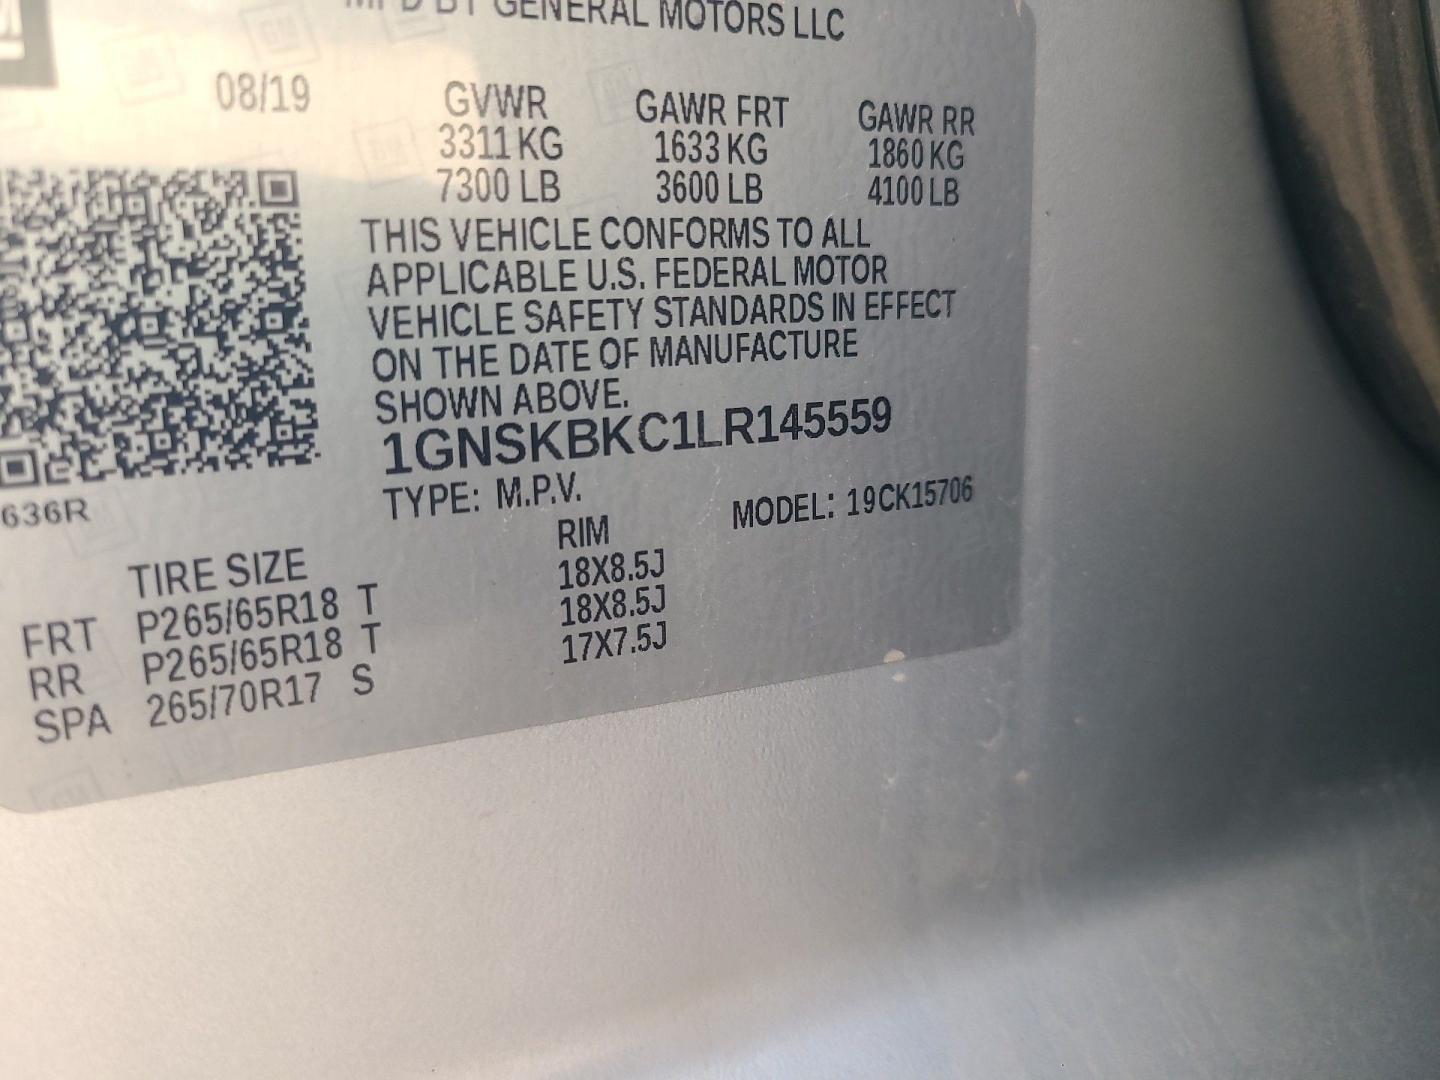 MFD BY GENERAL MOTORS LLC
08/19
GVWR GAWR FRT GAWR RR
3311 KG 1633 KG 1860 KG
7300 LB 3600 LB 4100 LB
THIS VEHICLE CONFORMS TO ALL
APPLICABLE U.S. FEDERAL MOTOR
VEHICLE SAFETY STANDARDS IN EFFECT
ON THE DATE OF MANUFACTURE
SHOWN ABOVE.
1GNSKBKC1LR145559
TYPE: M.P.V. MODEL: 19CK15706
636R
TIRE SIZE RIM
FRT P265/65R18 T 18X8.5J
RR P265/65R18 T 18X8.5J
SPA 265/70R17 S 17X7.5J